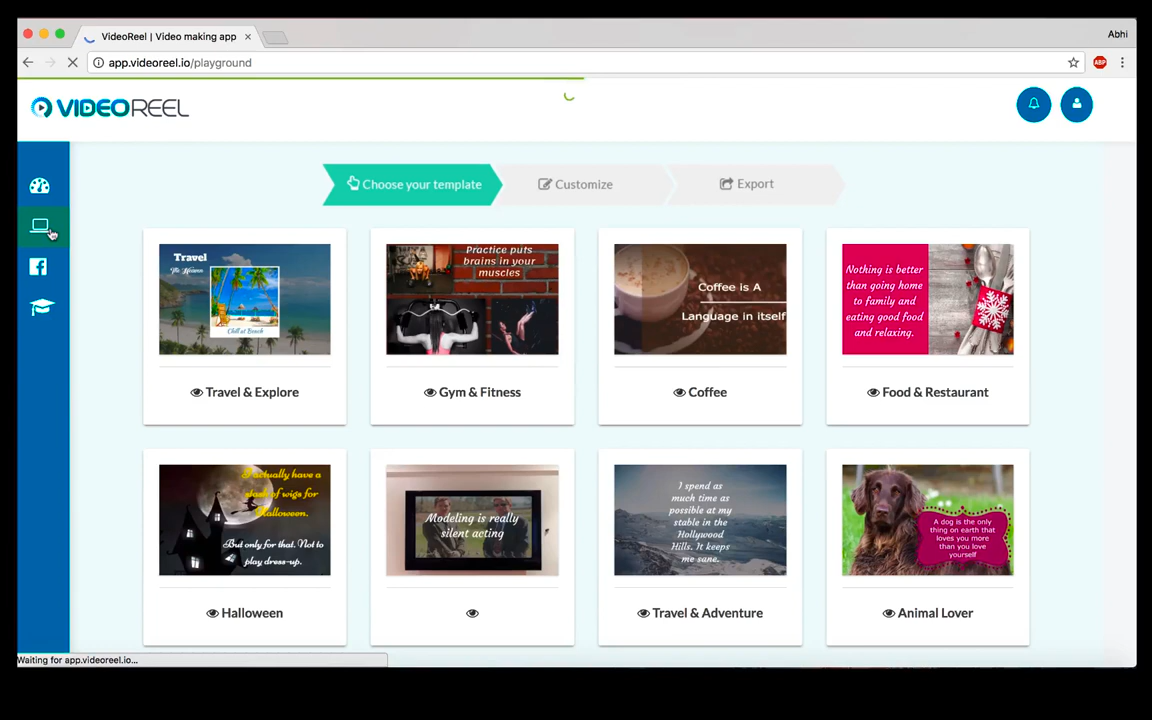 VideoReel | Video making app
Abhi
app.videoreel.io/playground
ABP
VIDEOREEL
Choose your template
Customize
Export
Travel
Chill at Beach
Practice puts
brains in your
muscles
Coffee is A
Language in itself
Nothing is better
than going home
to family and
eating good food
and relaxing.
Travel & Explore
Gym & Fitness
Coffee
Food & Restaurant
I actually have a
slash of wigs for
Halloween.
But only for that. Not to
play dress-up.
Modeling is really
silent acting
I spend as
much time as
possible at my
stable in the
Hollywood
Hills. It keeps
me sane.
A dog is the only
thing on earth that
loves you more
than you love
yourself
Halloween
Travel & Adventure
Animal Lover
Waiting for app.videoreel.io...